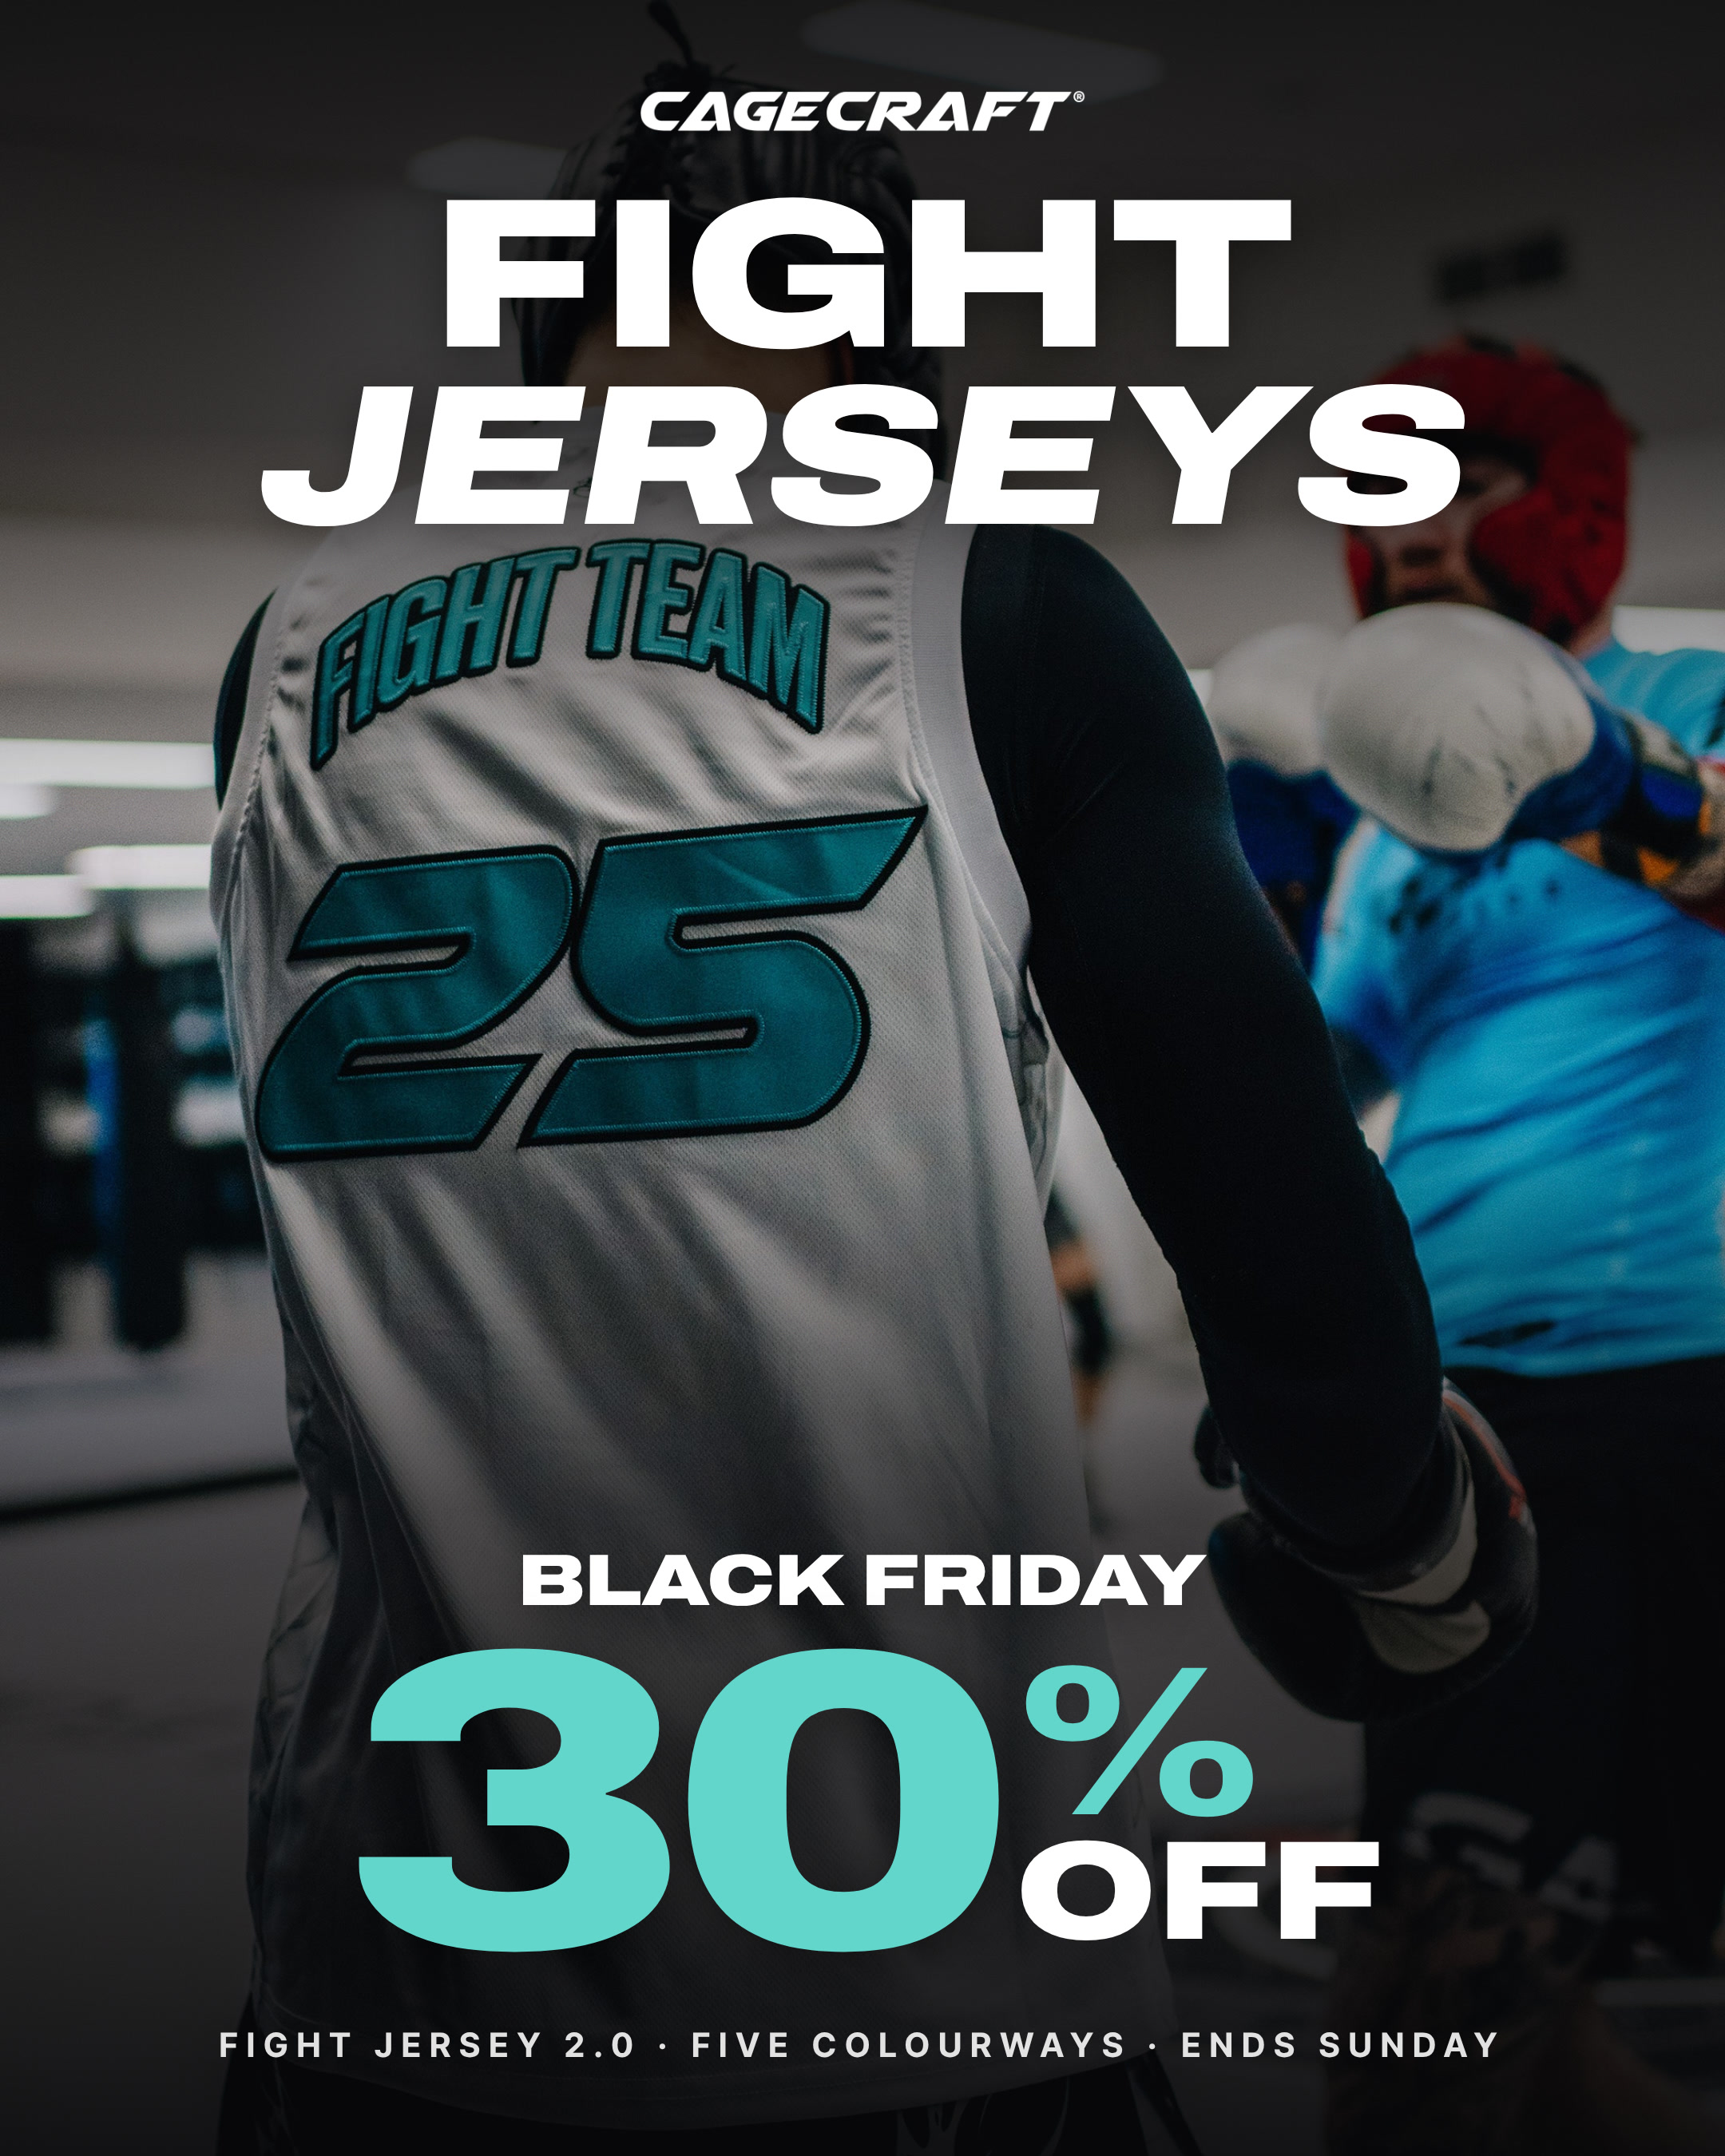 CAGECRAFT®
FIGHT
JERSEYS
FIGHT TEAM
25
BLACK FRIDAY
30%
OFF
FIGHT JERSEY 2.0 · FIVE COLOURWAYS · ENDS SUNDAY